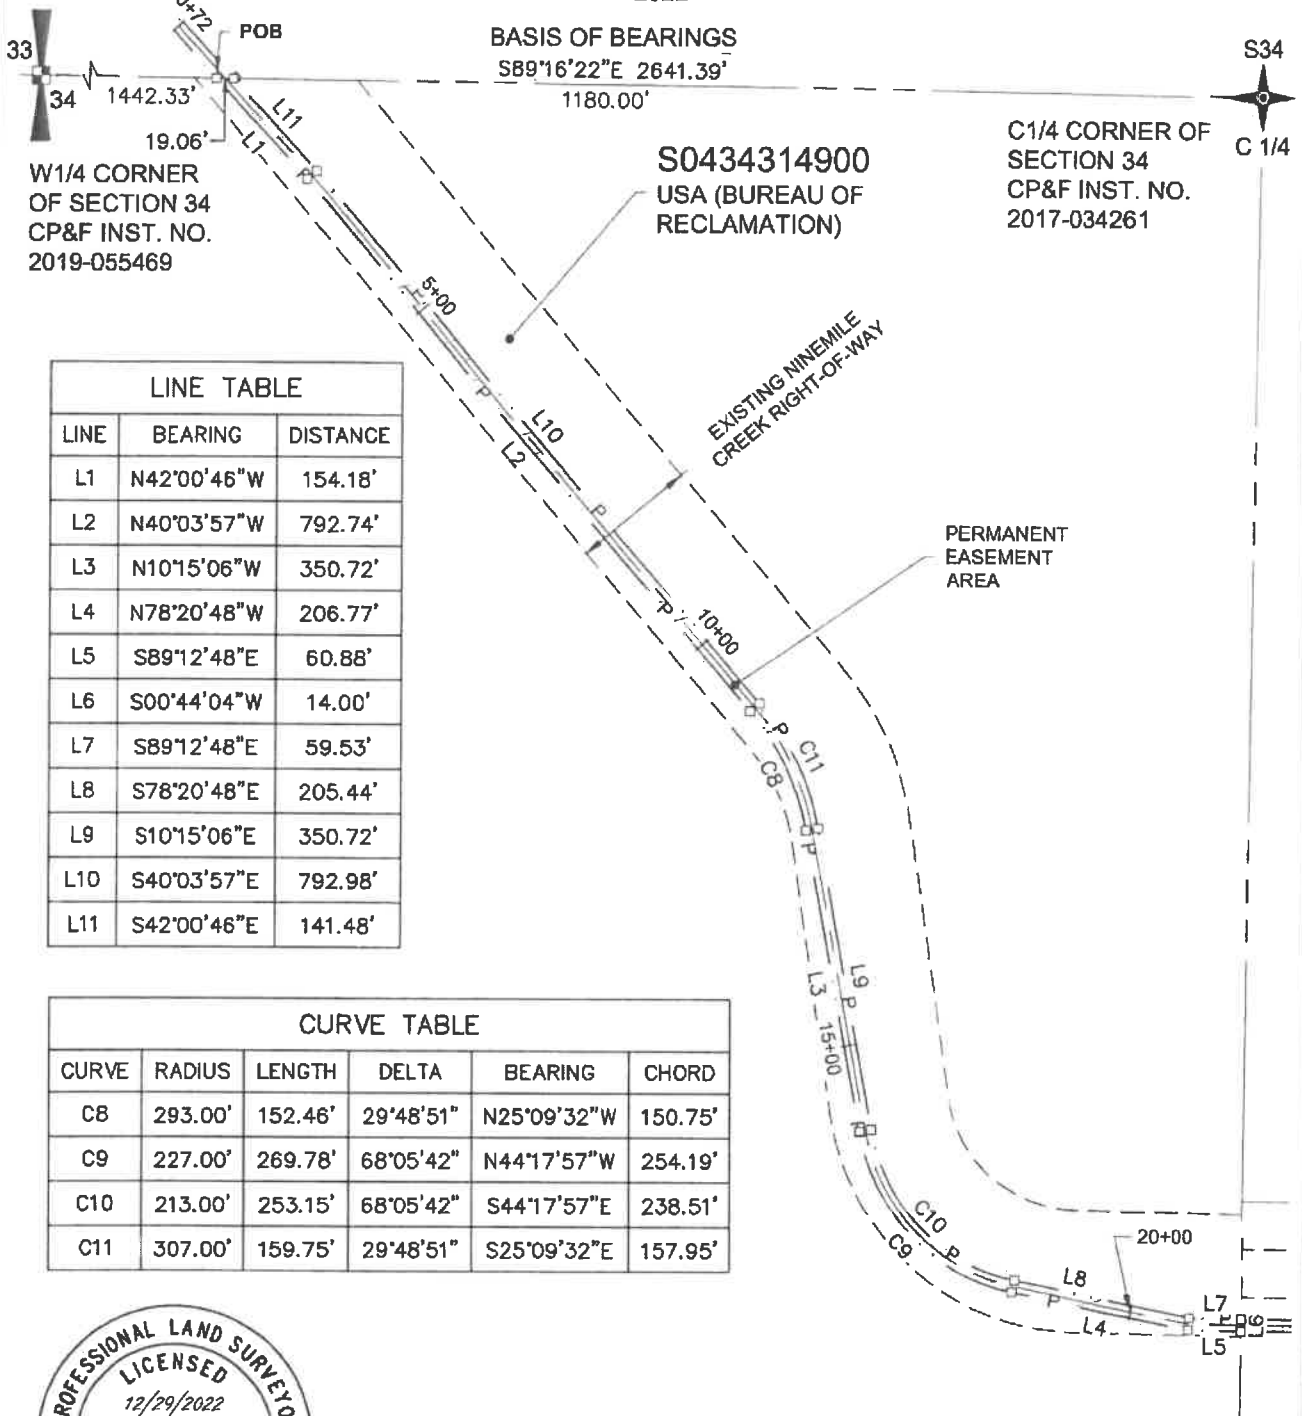 0+72
POB
BASIS OF BEARINGS
S89°16'22"E 2641.39'
1180.00'
33
34
1442.33'
19.06'
S34
C 1/4
W1/4 CORNER
OF SECTION 34
CP&F INST. NO.
2019-055469
S0434314900
USA (BUREAU OF
RECLAMATION)
C1/4 CORNER OF
SECTION 34
CP&F INST. NO.
2017-034261
L11
L1
5+00
P
L10
L2
P
EXISTING NINEMILE
CREEK RIGHT-OF-WAY
PERMANENT
EASEMENT
AREA
P
10+00
P
C11
C8
P
L9
L3
P
15+00
P
C10
C9
P
20+00
L8
P
L4
L7
P
L6
L5
LINE TABLE
LINE BEARING DISTANCE
L1 N42°00'46"W 154.18'
L2 N40°03'57"W 792.74'
L3 N10°15'06"W 350.72'
L4 N78°20'48"W 206.77'
L5 S89°12'48"E 60.88'
L6 S00°44'04"W 14.00'
L7 S89°12'48"E 59.53'
L8 S78°20'48"E 205.44'
L9 S10°15'06"E 350.72'
L10 S40°03'57"E 792.98'
L11 S42°00'46"E 141.48'
CURVE TABLE
CURVE RADIUS LENGTH DELTA BEARING CHORD
C8 293.00' 152.46' 29°48'51" N25°09'32"W 150.75'
C9 227.00' 269.78' 68°05'42" N44°17'57"W 254.19'
C10 213.00' 253.15' 68°05'42" S44°17'57"E 238.51'
C11 307.00' 159.75' 29°48'51" S25°09'32"E 157.95'
ROFESSIONAL LAND SURVEYO
LICENSED
12/29/2022